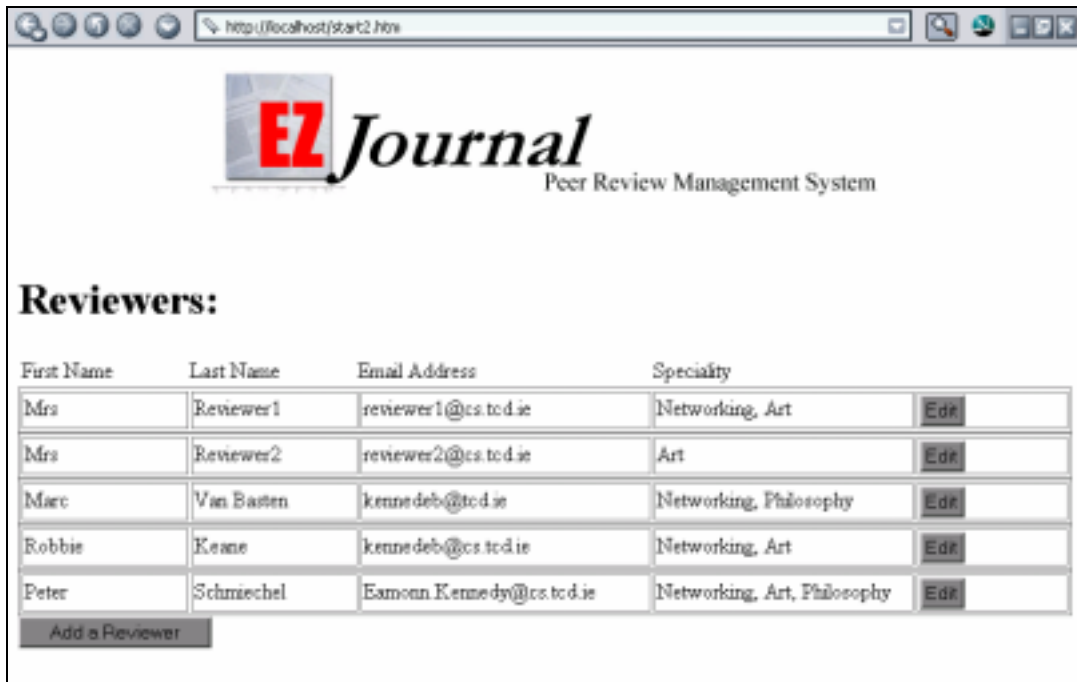 http://localhost/start2.htm
EZ Journal
Peer Review Management System
Reviewers:
First Name Last Name Email Address Speciality
Mrs Reviewer1 reviewer1@cs.tcd.ie Networking, Art Edit
Mrs Reviewer2 reviewer2@cs.tcd.ie Art Edit
Marc Van Basten kennedeb@tcd.ie Networking, Philosophy Edit
Robbie Keane kennedeb@cs.tcd.ie Networking, Art Edit
Peter Schmiechel Eamonn.Kennedy@cs.tcd.ie Networking, Art, Philosophy Edit
Add a Reviewer